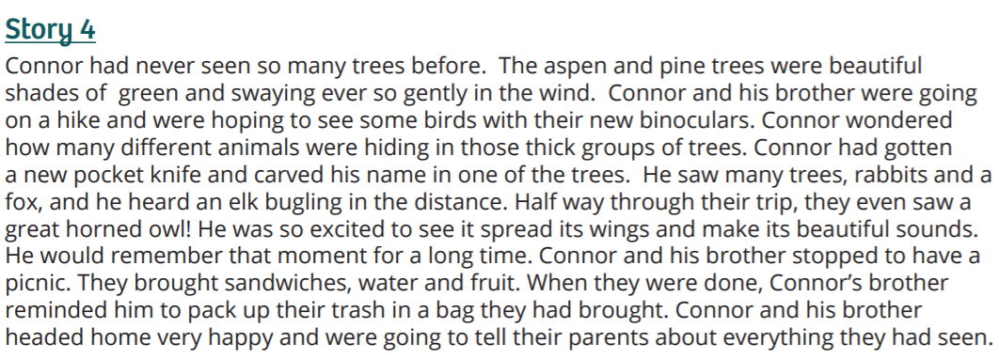 Story 4
Connor had never seen so many trees before.  The aspen and pine trees were beautiful
shades of  green and swaying ever so gently in the wind.  Connor and his brother were going
on a hike and were hoping to see some birds with their new binoculars. Connor wondered
how many different animals were hiding in those thick groups of trees. Connor had gotten
a new pocket knife and carved his name in one of the trees.  He saw many trees, rabbits and a
fox, and he heard an elk bugling in the distance. Half way through their trip, they even saw a
great horned owl! He was so excited to see it spread its wings and make its beautiful sounds.
He would remember that moment for a long time. Connor and his brother stopped to have a
picnic. They brought sandwiches, water and fruit. When they were done, Connor’s brother
reminded him to pack up their trash in a bag they had brought. Connor and his brother
headed home very happy and were going to tell their parents about everything they had seen.